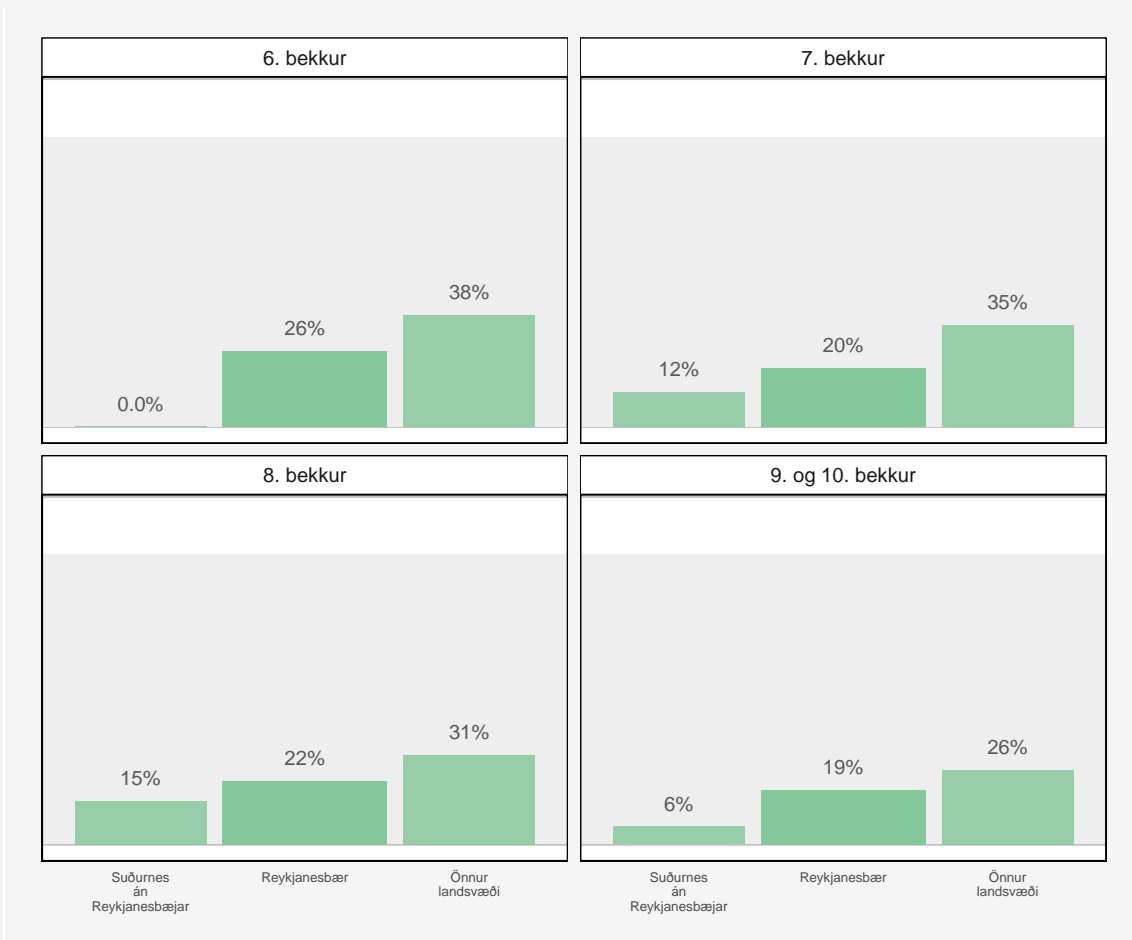 6. bekkur
7. bekkur
38%
26%
0.0%
35%
20%
12%
8. bekkur
9. og 10. bekkur
31%
22%
15%
26%
19%
6%
Suðurnes
án
Reykjanesbæjar
Reykjanesbær
Önnur
landsvæði
Suðurnes
án
Reykjanesbæjar
Reykjanesbær
Önnur
landsvæði